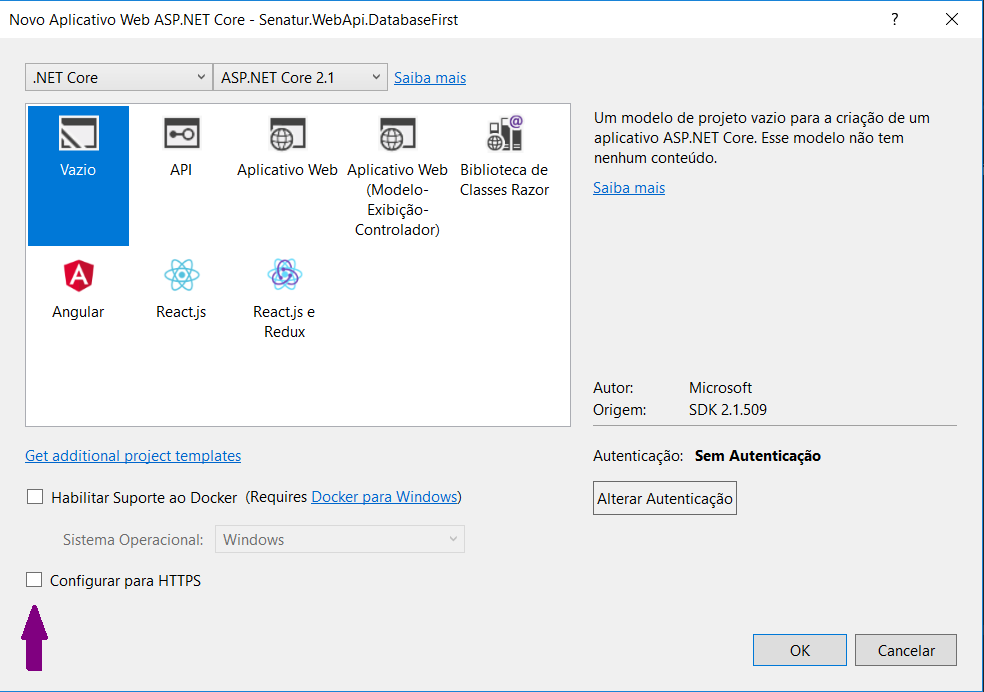 Novo Aplicativo Web ASP.NET Core - Senatur.WebApi.DatabaseFirst
?
.NET Core
ASP.NET Core 2.1
Saiba mais
Vazio
API
Aplicativo Web
Aplicativo Web
(Modelo-
Exibição-
Controlador)
Biblioteca de
Classes Razor
Angular
React.js
React.js e
Redux
Um modelo de projeto vazio para a criação de um
aplicativo ASP.NET Core. Esse modelo não tem
nenhum conteúdo.
Saiba mais
Autor: Microsoft
Origem: SDK 2.1.509
Get additional project templates
Autenticação: Sem Autenticação
Alterar Autenticação
Habilitar Suporte ao Docker (Requires Docker para Windows)
Sistema Operacional: Windows
Configurar para HTTPS
OK
Cancelar